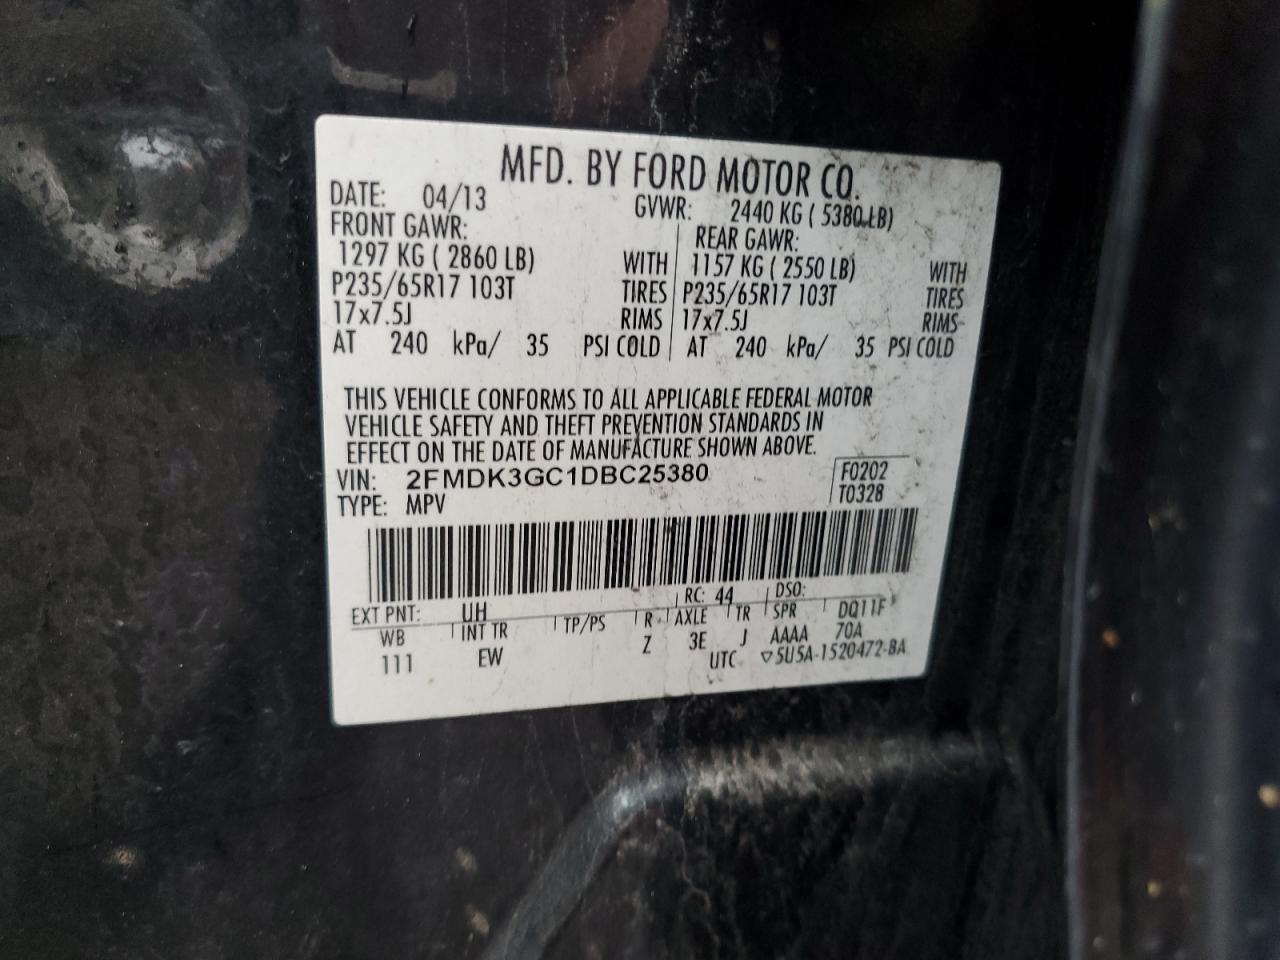 MFD. BY FORD MOTOR CO.
DATE: 04/13 GVWR: 2440 KG ( 5380 LB)
FRONT GAWR: REAR GAWR:
1297 KG ( 2860 LB) WITH 1157 KG ( 2550 LB) WITH
P235/65R17 103T TIRES P235/65R17 103T TIRES
17x7.5J RIMS 17x7.5J RIMS
AT 240 kPa/ 35 PSI COLD AT 240 kPa/ 35 PSI COLD
THIS VEHICLE CONFORMS TO ALL APPLICABLE FEDERAL MOTOR
VEHICLE SAFETY AND THEFT PREVENTION STANDARDS IN
EFFECT ON THE DATE OF MANUFACTURE SHOWN ABOVE.
VIN: 2FMDK3GC1DBC25380 F0202
TYPE: MPV T0328
EXT PNT: UH RC: 44 DSO:
WB INT TR TP/PS R AXLE TR SPR DQ11F
111 EW Z 3E J AAAA 70A
UTC ▽5U5A-1520472-BA